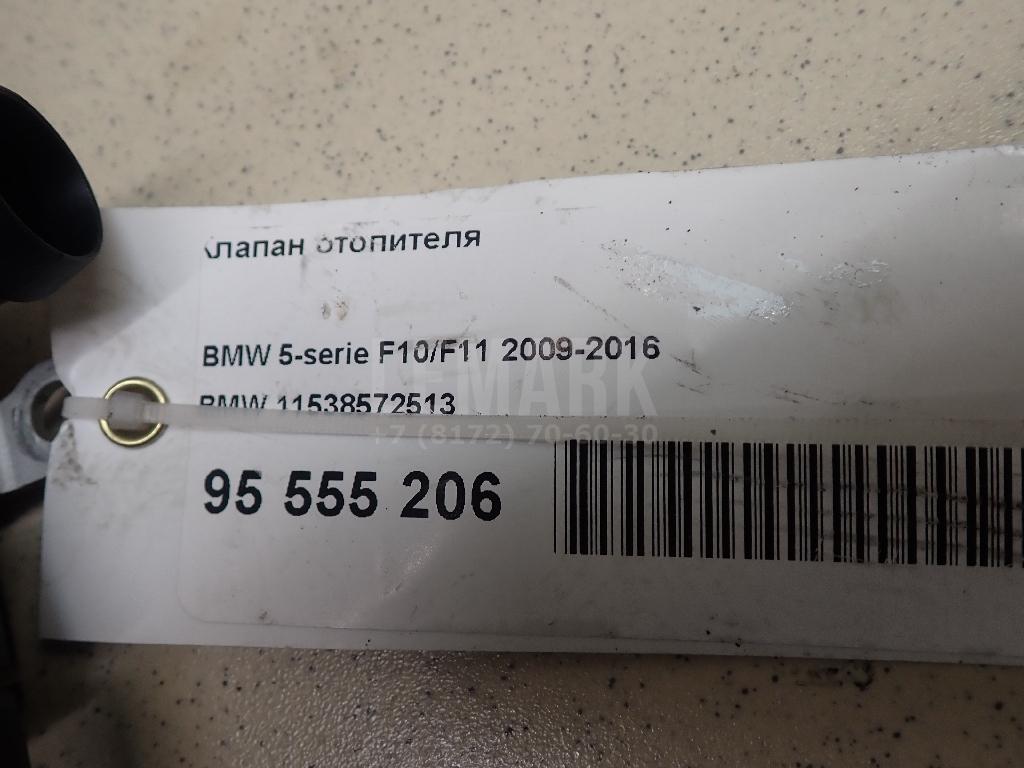 Клапан отопителя
BMW 5-serie F10/F11 2009-2016
LEMARK
BMW 11538572513
+7 (8172) 70-60-30
95 555 206